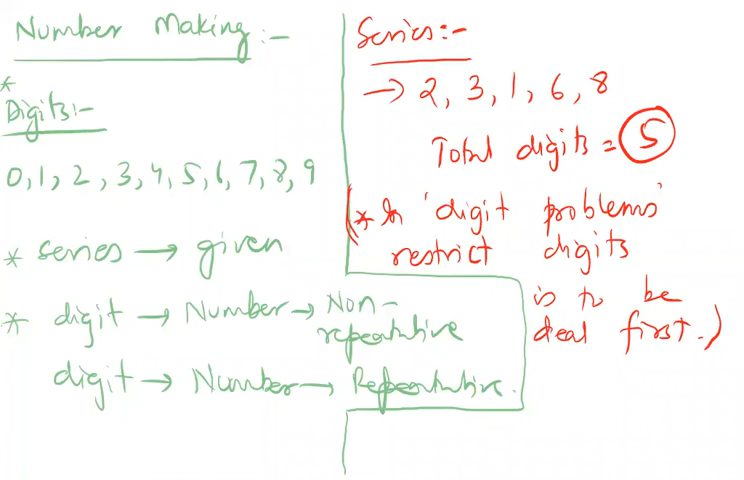 Number Making:-
*
Digits:-
0, 1, 2, 3, 4, 5, 6, 7, 8, 9
* series → given
* digit → Number → Non-
repeatative
digit → Number → Repeatative.
Series:-
→ 2, 3, 1, 6, 8
Total digits = 5
(* In 'digit problems'
restrict digits
is to be
deal first.)